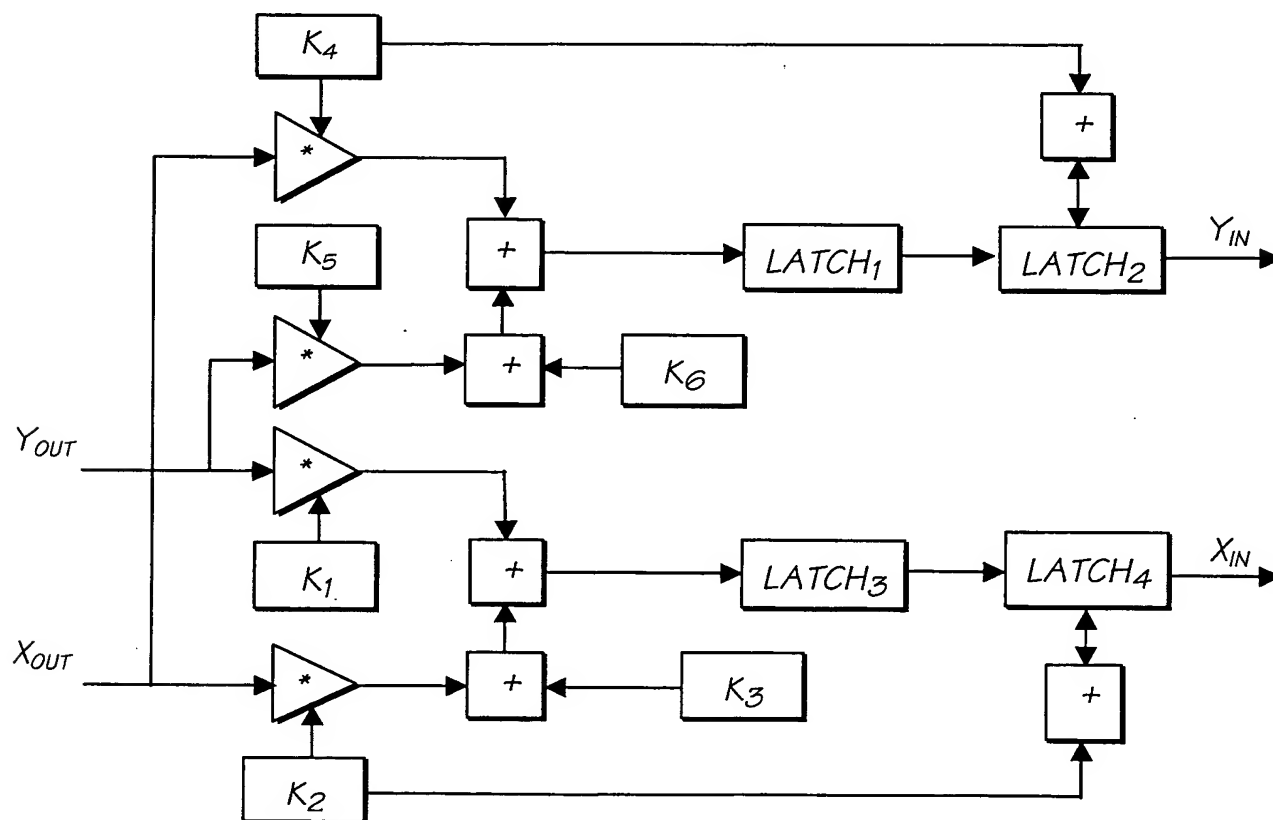 K4
+
*
YIN
+
LATCH1
LATCH2
K5
*
+
K6
YOUT
*
XIN
+
LATCH3
LATCH4
K1
XOUT
*
+
K3
+
K2